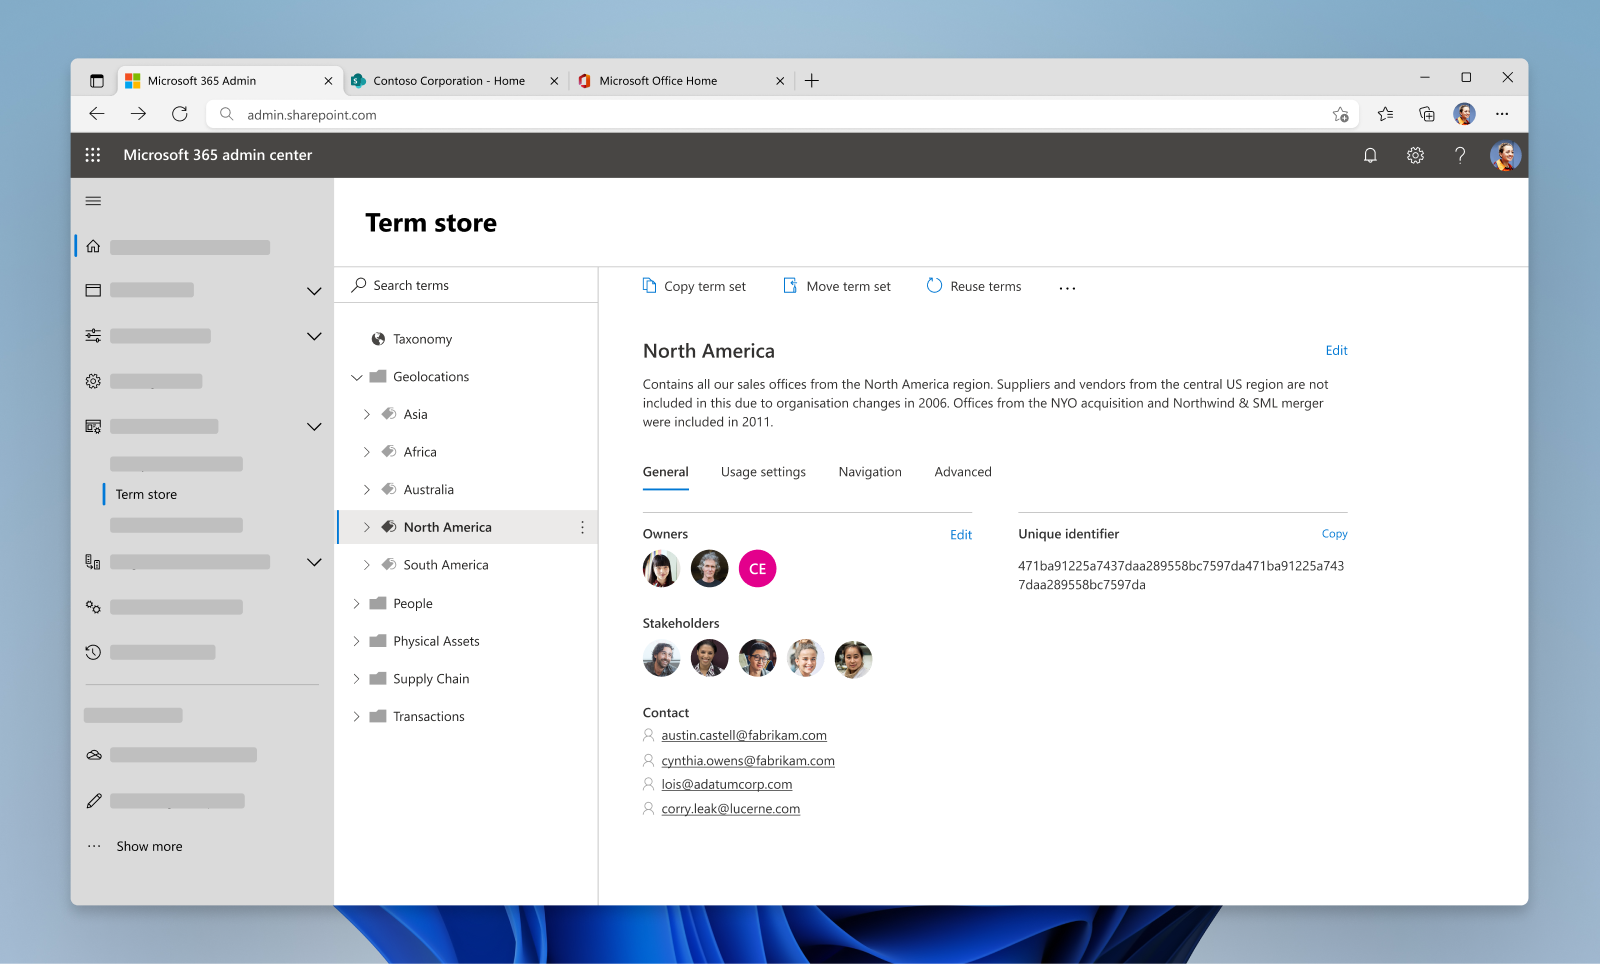 Microsoft 365 Admin
Contoso Corporation - Home
Microsoft Office Home
admin.sharepoint.com
Microsoft 365 admin center
Term store
Show more
Term store
Search terms
Taxonomy
Geolocations
Asia
Africa
Australia
North America
South America
People
Physical Assets
Supply Chain
Transactions
Copy term set
Move term set
Reuse terms
North America
Edit
Contains all our sales offices from the North America region. Suppliers and vendors from the central US region are not
included in this due to organisation changes in 2006. Offices from the NYO acquisition and Northwind & SML merger
were included in 2011.
General
Usage settings
Navigation
Advanced
Owners
Edit
CE
Stakeholders
Contact
austin.castell@fabrikam.com
cynthia.owens@fabrikam.com
lois@adatumcorp.com
corry.leak@lucerne.com
Unique identifier
Copy
471ba91225a7437daa289558bc7597da471ba91225a743
7daa289558bc7597da